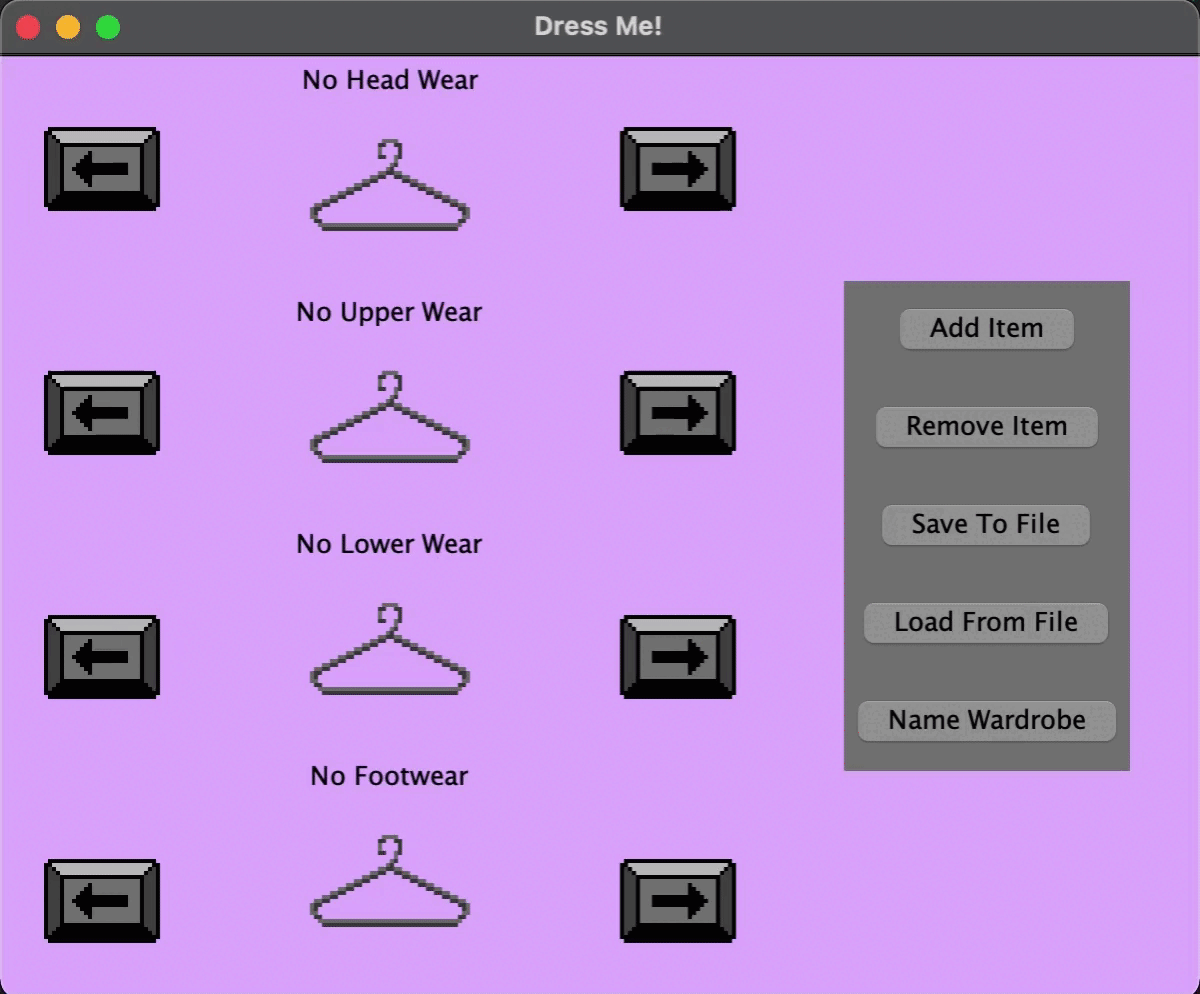 Dress Me!
No Head Wear
No Upper Wear
No Lower Wear
No Footwear
Add Item
Remove Item
Save To File
Load From File
Name Wardrobe